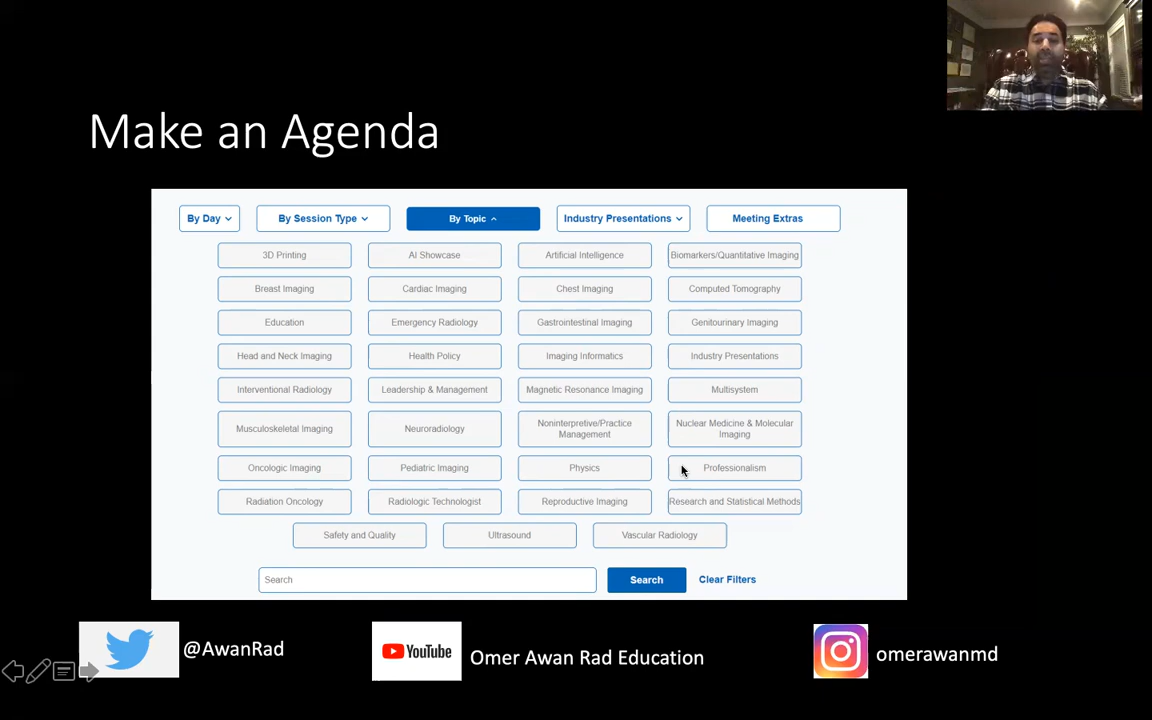 Make an Agenda
By Day
By Session Type
By Topic
Industry Presentations
Meeting Extras
3D Printing
AI Showcase
Artificial Intelligence
Biomarkers/Quantitative Imaging
Breast Imaging
Cardiac Imaging
Chest Imaging
Computed Tomography
Education
Emergency Radiology
Gastrointestinal Imaging
Genitourinary Imaging
Head and Neck Imaging
Health Policy
Imaging Informatics
Industry Presentations
Interventional Radiology
Leadership & Management
Magnetic Resonance Imaging
Multisystem
Musculoskeletal Imaging
Neuroradiology
Noninterpretive/Practice
Management
Nuclear Medicine & Molecular
Imaging
Oncologic Imaging
Pediatric Imaging
Physics
Professionalism
Radiation Oncology
Radiologic Technologist
Reproductive Imaging
Research and Statistical Methods
Safety and Quality
Ultrasound
Vascular Radiology
Search
Search
Clear Filters
@AwanRad
YouTube
Omer Awan Rad Education
omerawanmd